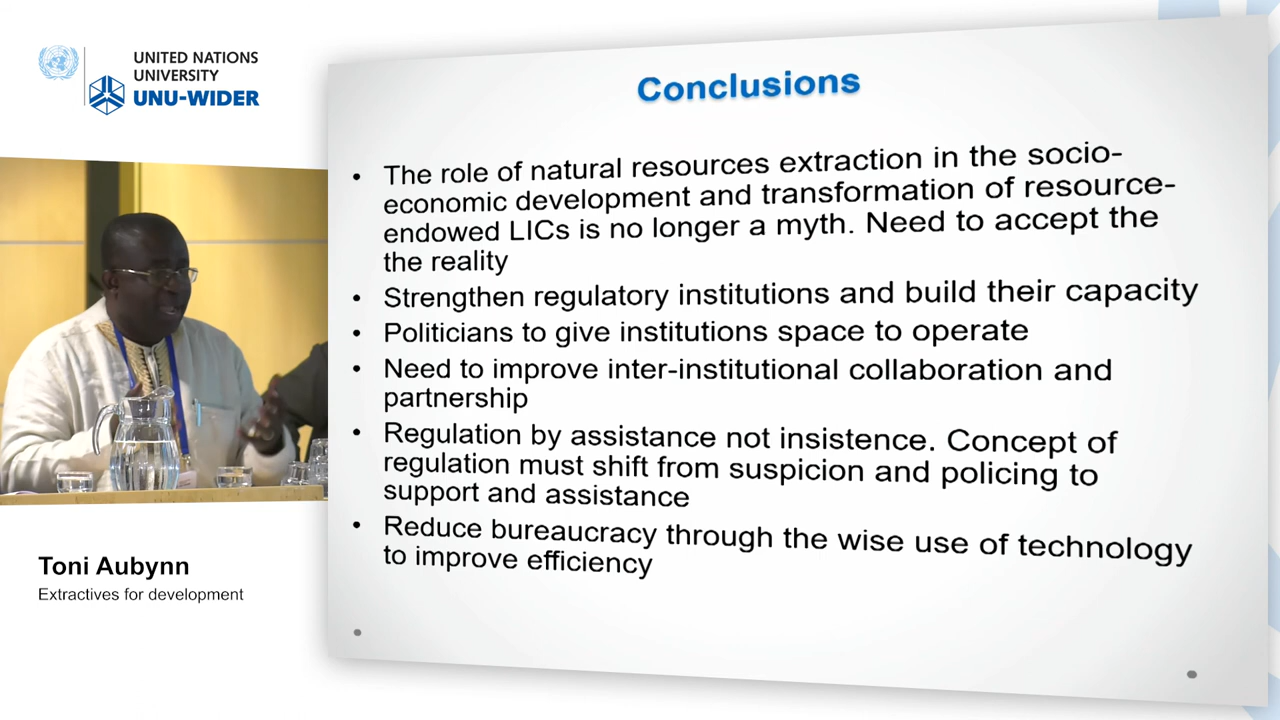 UNITED NATIONS
UNIVERSITY
UNU-WIDER
Toni Aubynn
Extractives for development
Conclusions
• The role of natural resources extraction in the socio-
economic development and transformation of resource-
endowed LICs is no longer a myth. Need to accept the
the reality
• Strengthen regulatory institutions and build their capacity
• Politicians to give institutions space to operate
• Need to improve inter-institutional collaboration and
partnership
• Regulation by assistance not insistence. Concept of
regulation must shift from suspicion and policing to
support and assistance
• Reduce bureaucracy through the wise use of technology
to improve efficiency